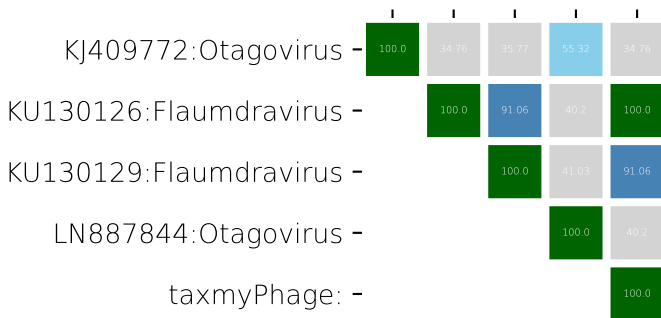 KJ409772:Otagovirus 100.0 34.76 35.77 55.32 34.76
KU130126:Flaumdravirus 100.0 91.06 40.2 100.0
KU130129:Flaumdravirus 100.0 41.03 91.06
LN887844:Otagovirus 100.0 40.2
taxmyPhage: 100.0